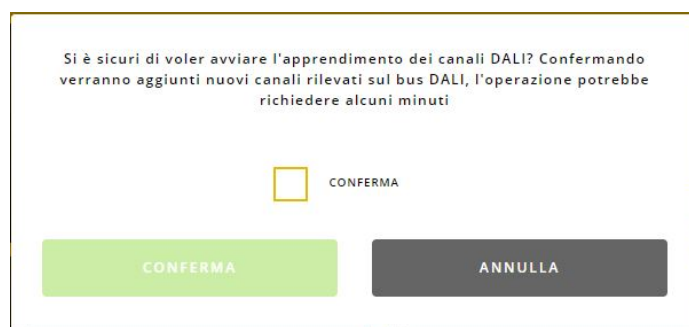 Si è sicuri di voler avviare l'apprendimento dei canali DALI? Confermando
verranno aggiunti nuovi canali rilevati sul bus DALI, l'operazione potrebbe
richiedere alcuni minuti
CONFERMA
CONFERMA
ANNULLA